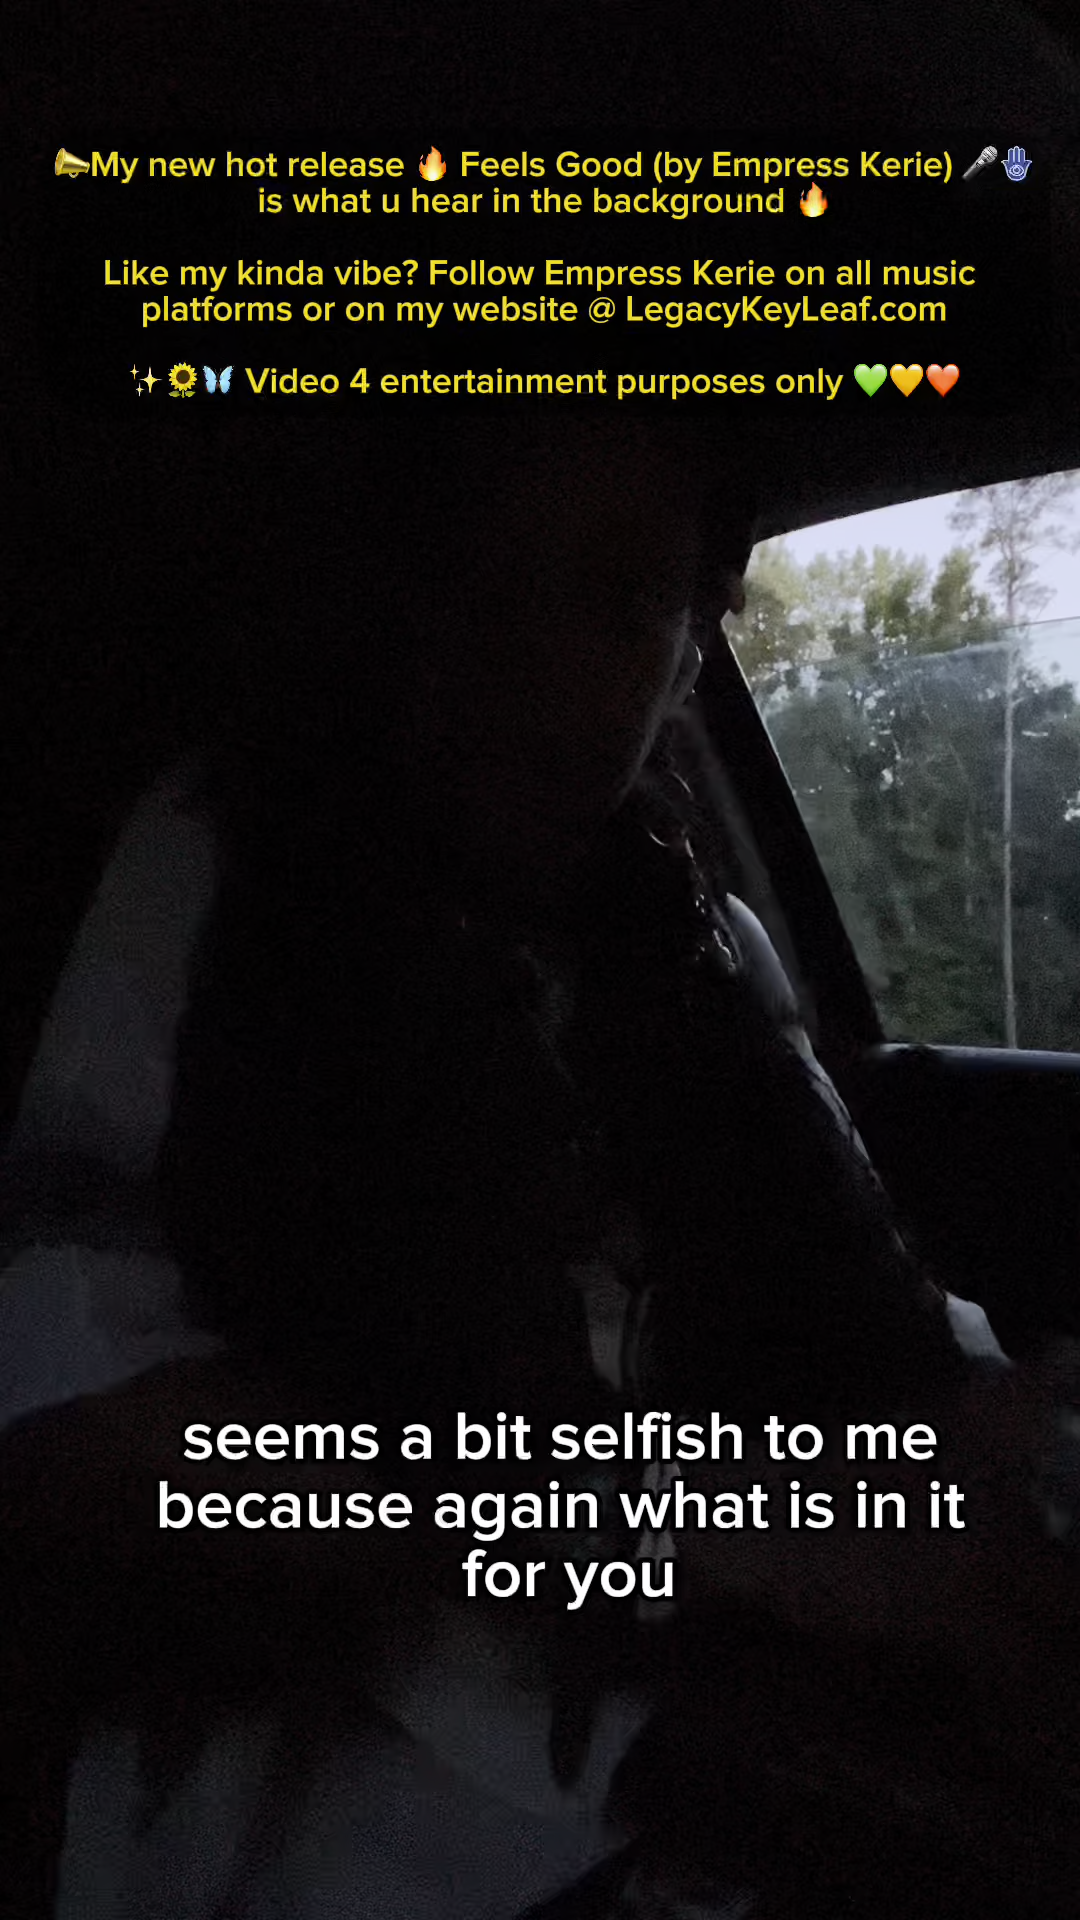 📣My new hot release 🔥 Feels Good (by Empress Kerie) 🎤🪬
is what u hear in the background 🔥
Like my kinda vibe? Follow Empress Kerie on all music
platforms or on my website @ LegacyKeyLeaf.com
✨🌻🦋 Video 4 entertainment purposes only 💚💛🧡
seems a bit selfish to me
because again what is in it
for you